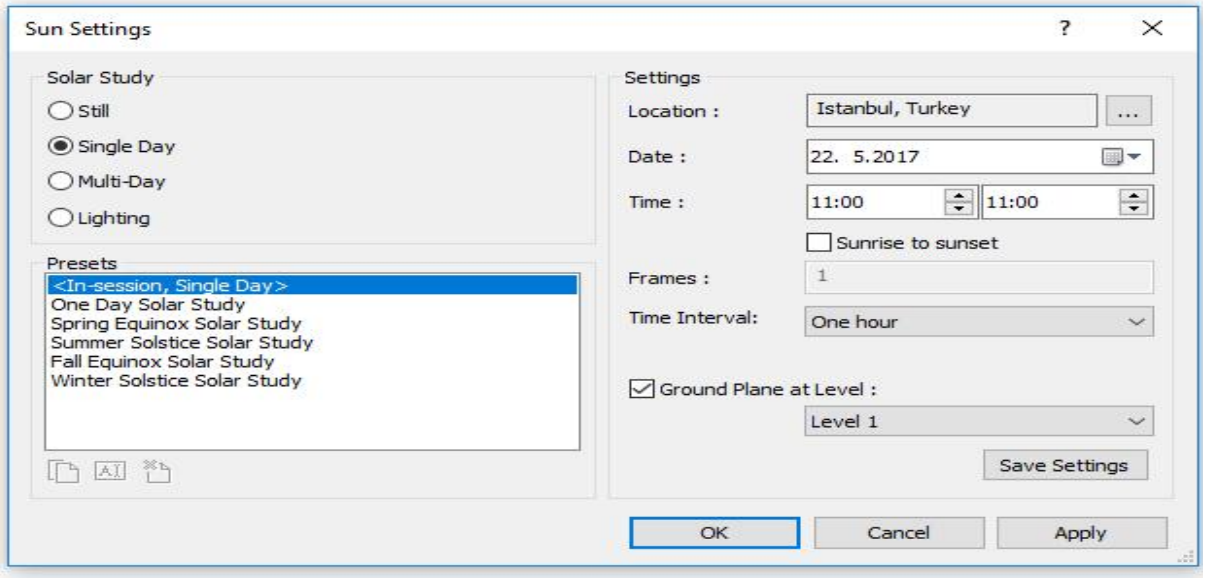 Sun Settings
?
Solar Study
Still
Single Day
Multi-Day
Lighting
Presets
<In-session, Single Day>
One Day Solar Study
Spring Equinox Solar Study
Summer Solstice Solar Study
Fall Equinox Solar Study
Winter Solstice Solar Study
AI
Settings
Location :
Istanbul, Turkey
...
Date :
22. 5.2017
Time :
11:00
11:00
Sunrise to sunset
Frames :
1
Time Interval:
One hour
Ground Plane at Level :
Level 1
Save Settings
OK
Cancel
Apply